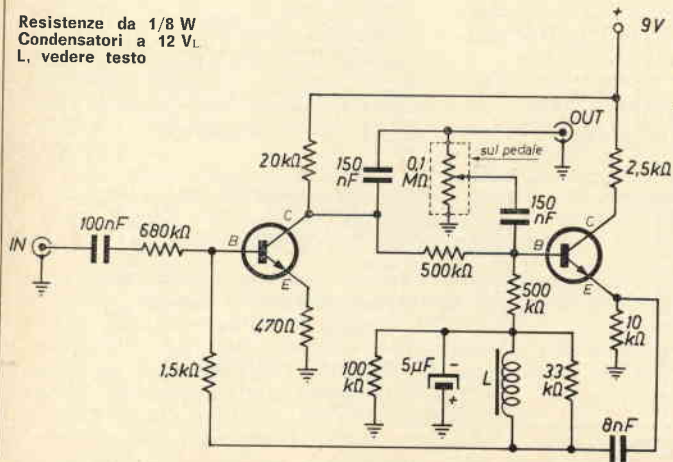 Resistenze da 1/8 W
Condensatori a 12 VL
L, vedere testo
+
9V
OUT
sul pedale
20kΩ
150
nF
0,1
MΩ
2,5kΩ
150
nF
IN
100nF
680kΩ
B
C
E
500kΩ
B
C
E
470Ω
500
kΩ
10
kΩ
1,5kΩ
100
kΩ
5µF
-
+
L
33
kΩ
8nF